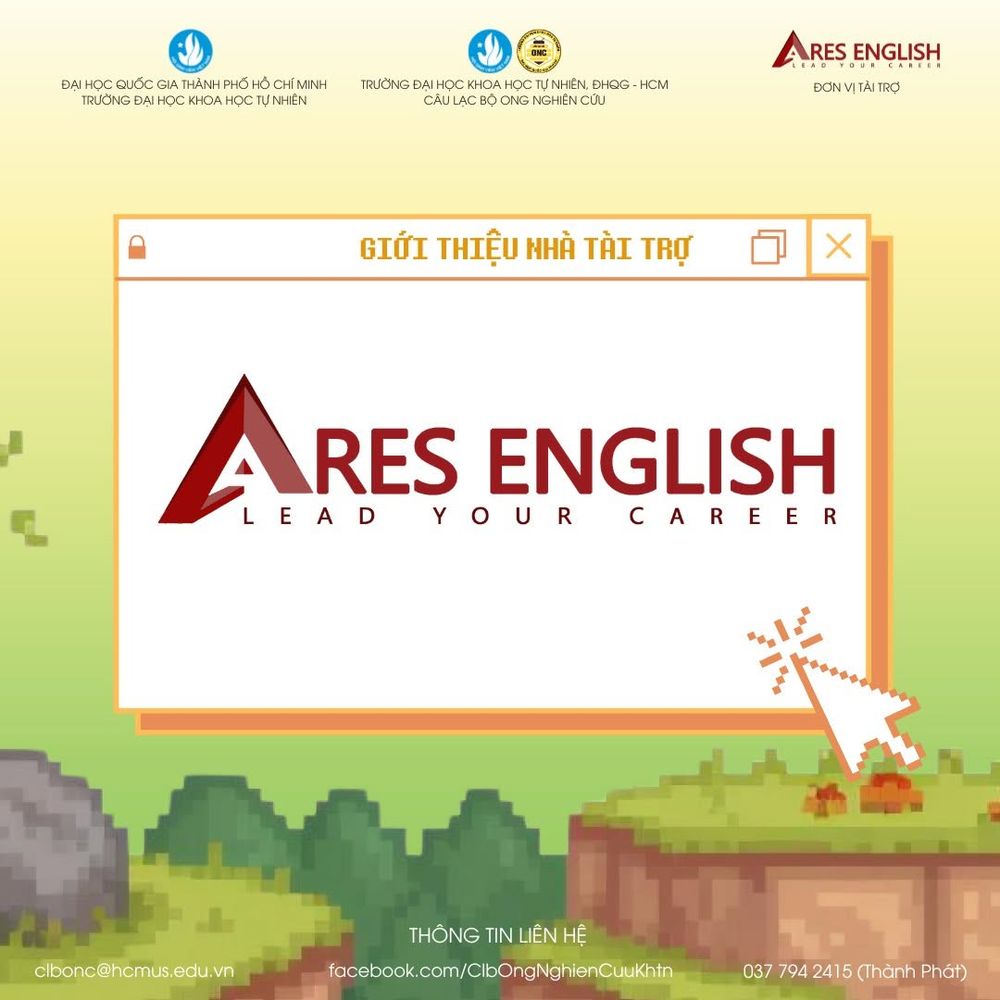 ĐẠI HỌC QUỐC GIA THÀNH PHỐ HỒ CHÍ MINH
TRƯỜNG ĐẠI HỌC KHOA HỌC TỰ NHIÊN
ONC
TRƯỜNG ĐẠI HỌC KHOA HỌC TỰ NHIÊN, ĐHQG - HCM
CÂU LẠC BỘ ONG NGHIÊN CỨU
ARES ENGLISH
LEAD YOUR CAREER
ĐƠN VỊ TÀI TRỢ
GIỚI THIỆU NHÀ TÀI TRỢ
ARES ENGLISH
LEAD YOUR CAREER
THÔNG TIN LIÊN HỆ
clbonc@hcmus.edu.vn
facebook.com/ClbOngNghienCuuKhtn
037 794 2415 (Thành Phát)